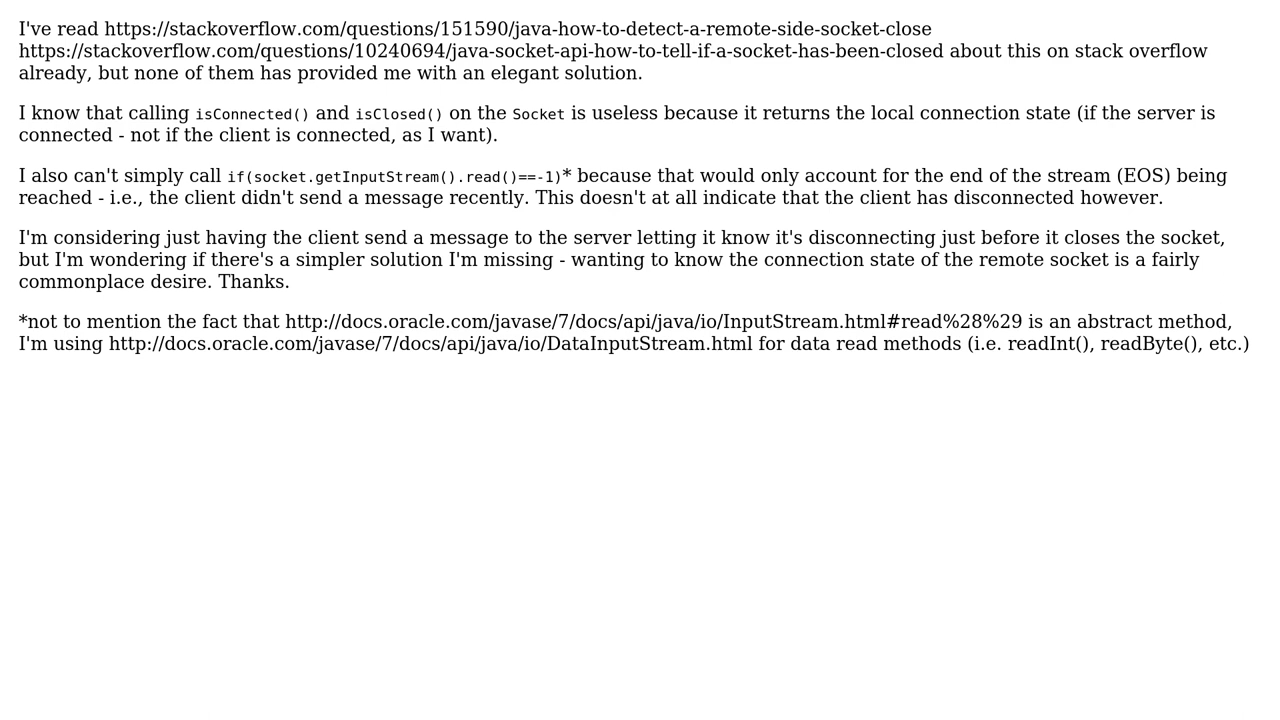 I've read https://stackoverflow.com/questions/151590/java-how-to-detect-a-remote-side-socket-close
https://stackoverflow.com/questions/10240694/java-socket-api-how-to-tell-if-a-socket-has-been-closed about this on stack overflow
already, but none of them has provided me with an elegant solution.
I know that calling isConnected() and isClosed() on the Socket is useless because it returns the local connection state (if the server is
connected - not if the client is connected, as I want).
I also can't simply call if(socket.getInputStream().read()==-1)* because that would only account for the end of the stream (EOS) being
reached - i.e., the client didn't send a message recently. This doesn't at all indicate that the client has disconnected however.
I'm considering just having the client send a message to the server letting it know it's disconnecting just before it closes the socket,
but I'm wondering if there's a simpler solution I'm missing - wanting to know the connection state of the remote socket is a fairly
commonplace desire. Thanks.
*not to mention the fact that http://docs.oracle.com/javase/7/docs/api/java/io/InputStream.html#read%28%29 is an abstract method,
I'm using http://docs.oracle.com/javase/7/docs/api/java/io/DataInputStream.html for data read methods (i.e. readInt(), readByte(), etc.)